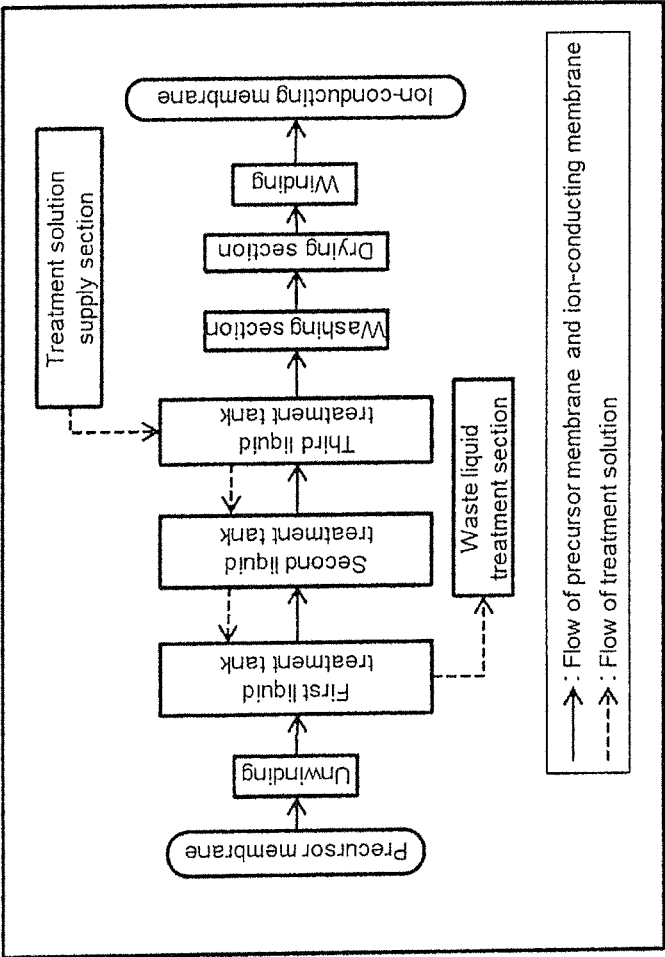 Precursor membrane
Unwinding
First liquid
treatment tank
Second liquid
treatment tank
Third liquid
treatment tank
Washing section
Drying section
Winding
Ion-conducting membrane
Treatment solution
supply section
Waste liquid
treatment section
: Flow of precursor membrane and ion-conducting membrane
: Flow of treatment solution